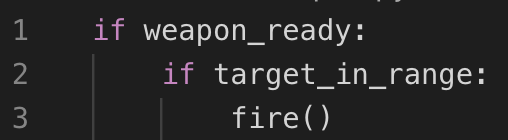 1 if weapon_ready:
2 if target_in_range:
3 fire()